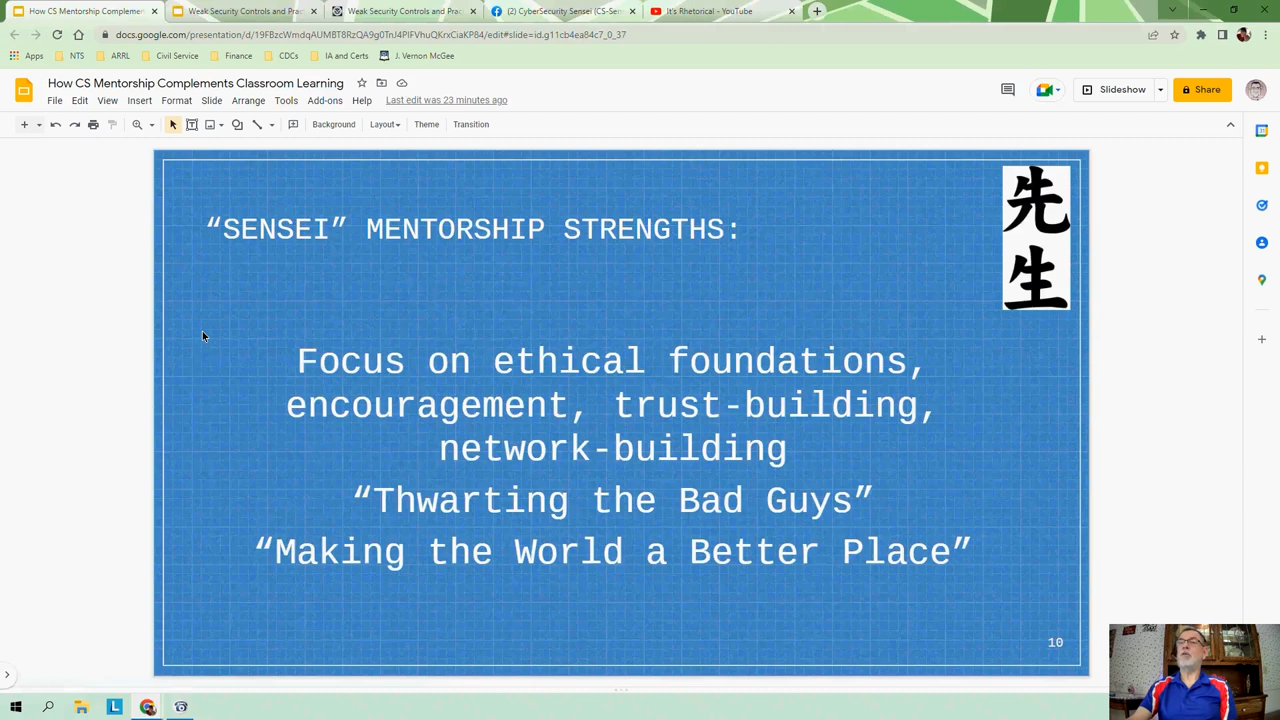 How CS Mentorship Complemen
Weak Security Controls and Prac
Weak Security Controls and Prac
(2) CyberSecurity Sensei (CS-Sen
It's Rhetorical - YouTube
docs.google.com/presentation/d/19FBzcWmdqAUMBT8RzQA9g0TnJ4PIFVhuQKrxCiaKP84/edit#slide=id.g11cb4ea84c7_0_37
Apps
NTS
ARRL
Civil Service
Finance
CDCs
IA and Certs
J. Vernon McGee
How CS Mentorship Complements Classroom Learning
File Edit View Insert Format Slide Arrange Tools Add-ons Help Last edit was 23 minutes ago
Slideshow
Share
Background Layout Theme Transition
“SENSEI” MENTORSHIP STRENGTHS:
先
生
Focus on ethical foundations,
encouragement, trust-building,
network-building
“Thwarting the Bad Guys”
“Making the World a Better Place”
10